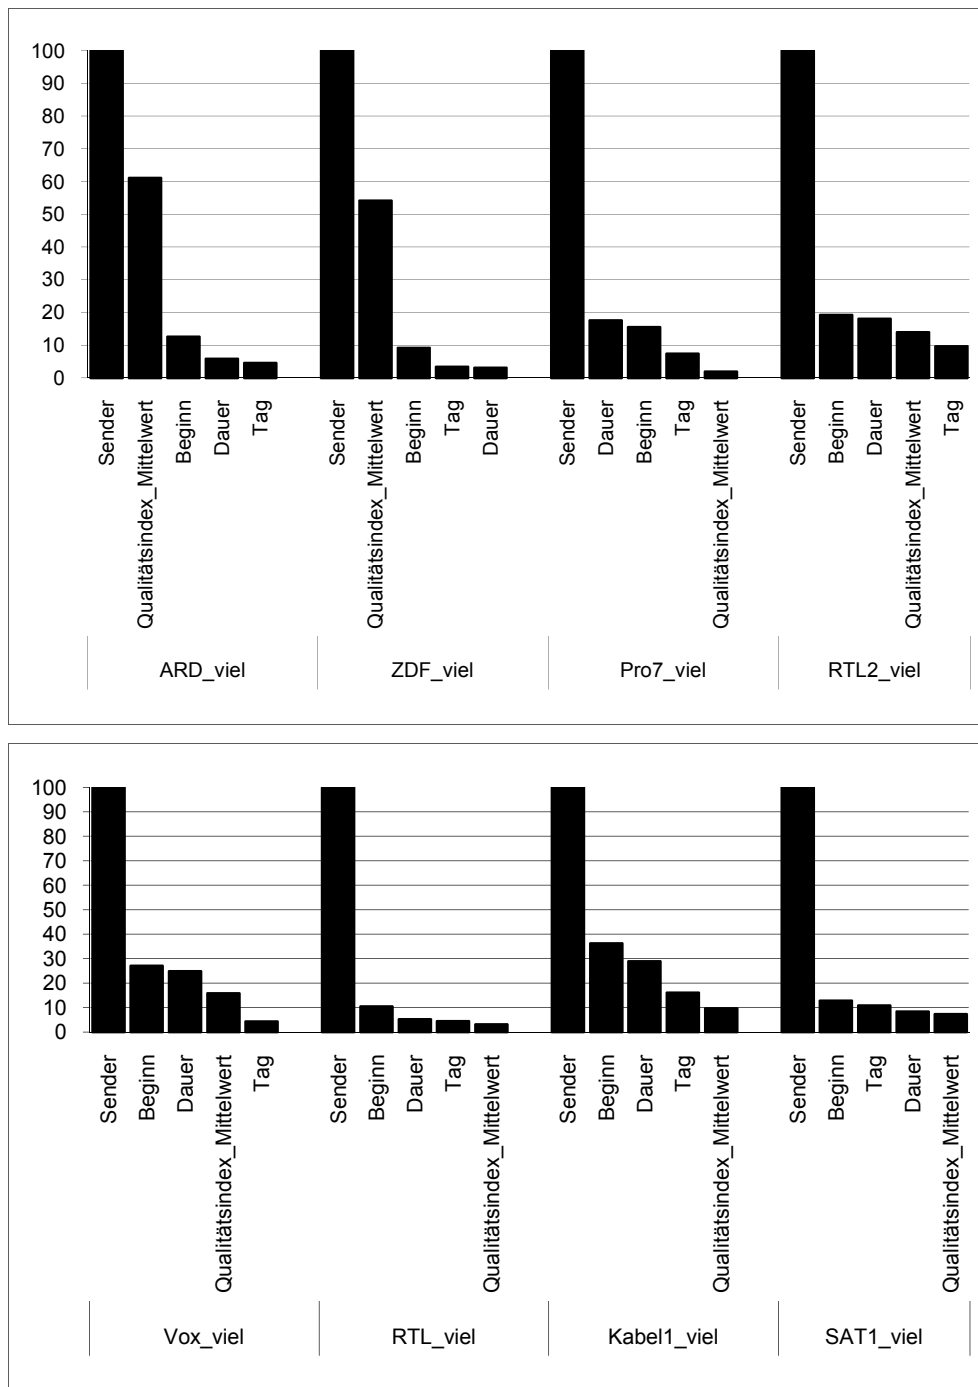 100
90
80
70
60
50
40
30
20
10
0
Sender
Qualitätsindex_Mittelwert
Beginn
Dauer
Tag
Sender
Qualitätsindex_Mittelwert
Beginn
Tag
Dauer
Sender
Dauer
Beginn
Tag
Qualitätsindex_Mittelwert
Sender
Beginn
Dauer
Qualitätsindex_Mittelwert
Tag
ARD_viel ZDF_viel Pro7_viel RTL2_viel
100
90
80
70
60
50
40
30
20
10
0
Sender
Beginn
Dauer
Qualitätsindex_Mittelwert
Tag
Sender
Beginn
Dauer
Tag
Qualitätsindex_Mittelwert
Sender
Beginn
Dauer
Tag
Qualitätsindex_Mittelwert
Sender
Beginn
Tag
Dauer
Qualitätsindex_Mittelwert
Vox_viel RTL_viel Kabel1_viel SAT1_viel